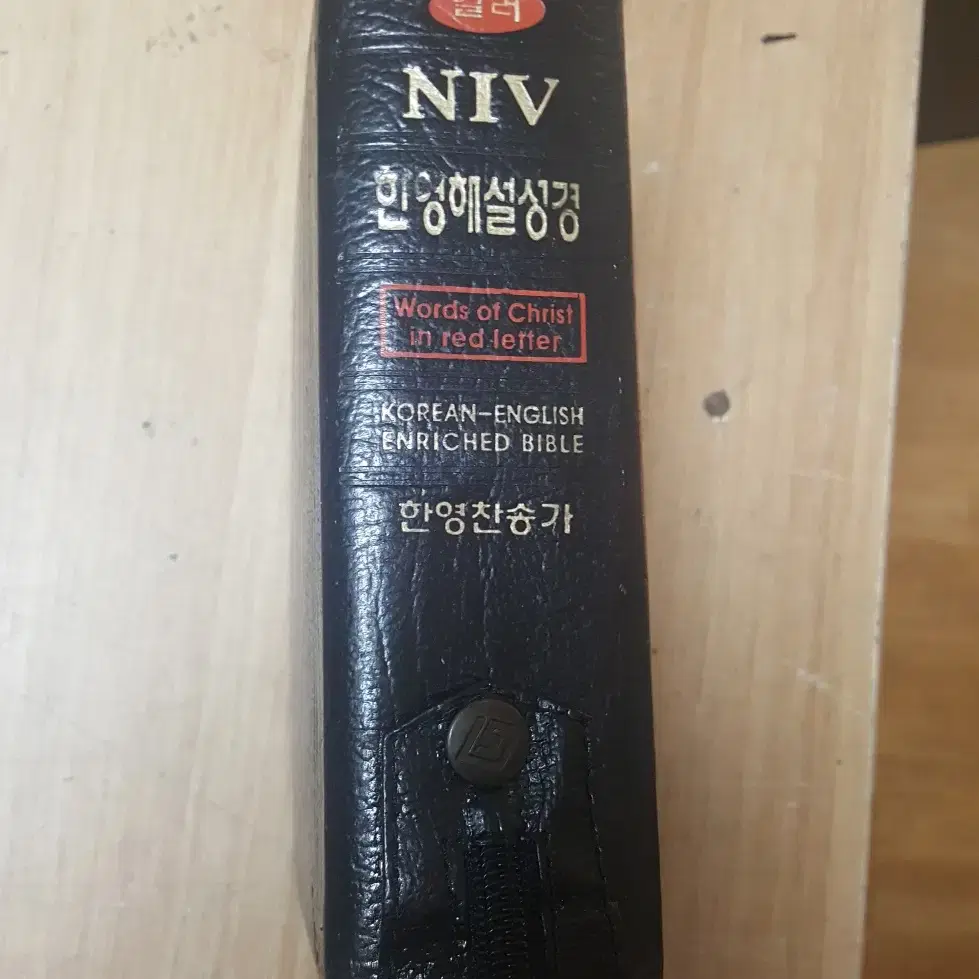 NIV
한영해설성경
Words of Christ
in red letter
KOREAN-ENGLISH
ENRICHED BIBLE
한영찬송가